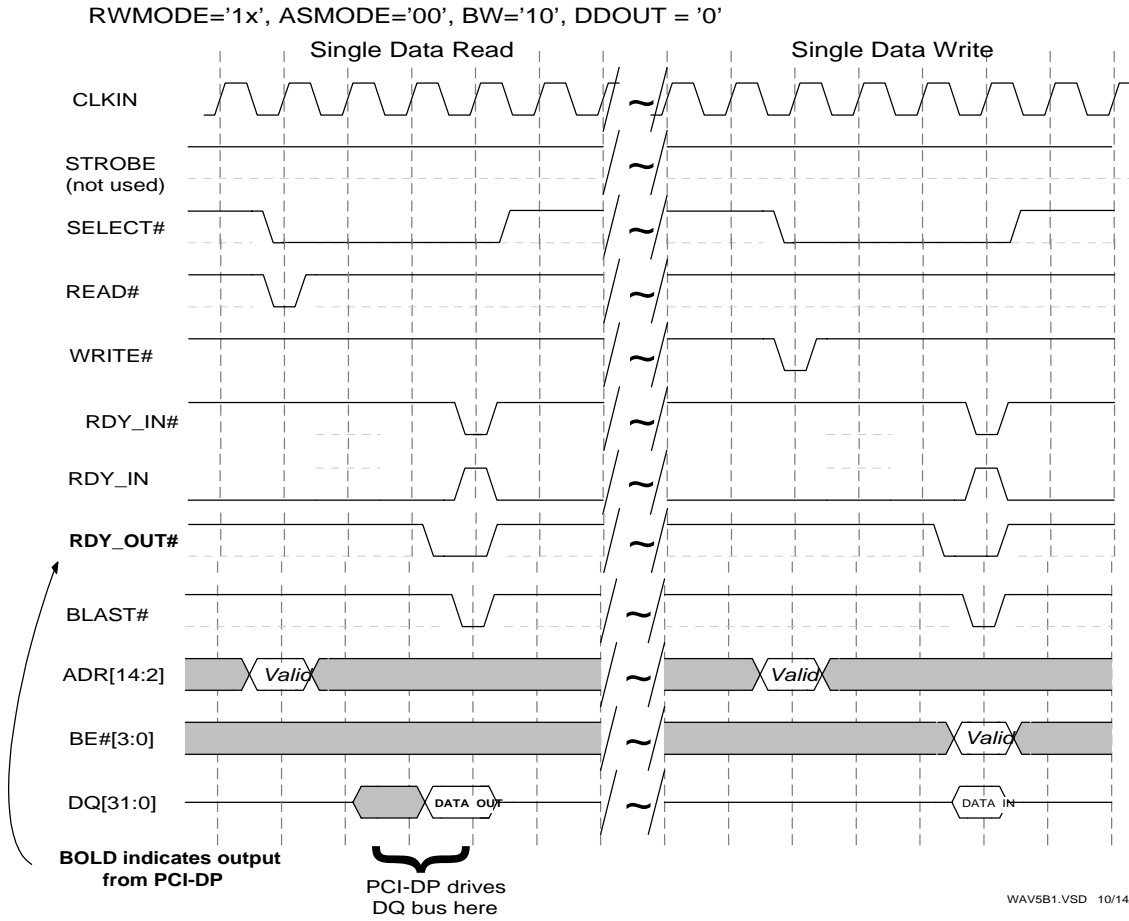 RWMODE='1x', ASMODE='00', BW='10', DDOUT = '0'
Single Data Read
Single Data Write
CLKIN
~
~
STROBE
(not used)
~
SELECT#
~
READ#
~
WRITE#
~
RDY_IN#
~
RDY_IN
~
RDY_OUT#
~
BLAST#
~
ADR[14:2]
Valid
~
Valid
BE#[3:0]
~
Valid
DQ[31:0]
DATA OUT
~
DATA IN
BOLD indicates output
from PCI-DP
PCI-DP drives
DQ bus here
WAV5B1.VSD 10/14